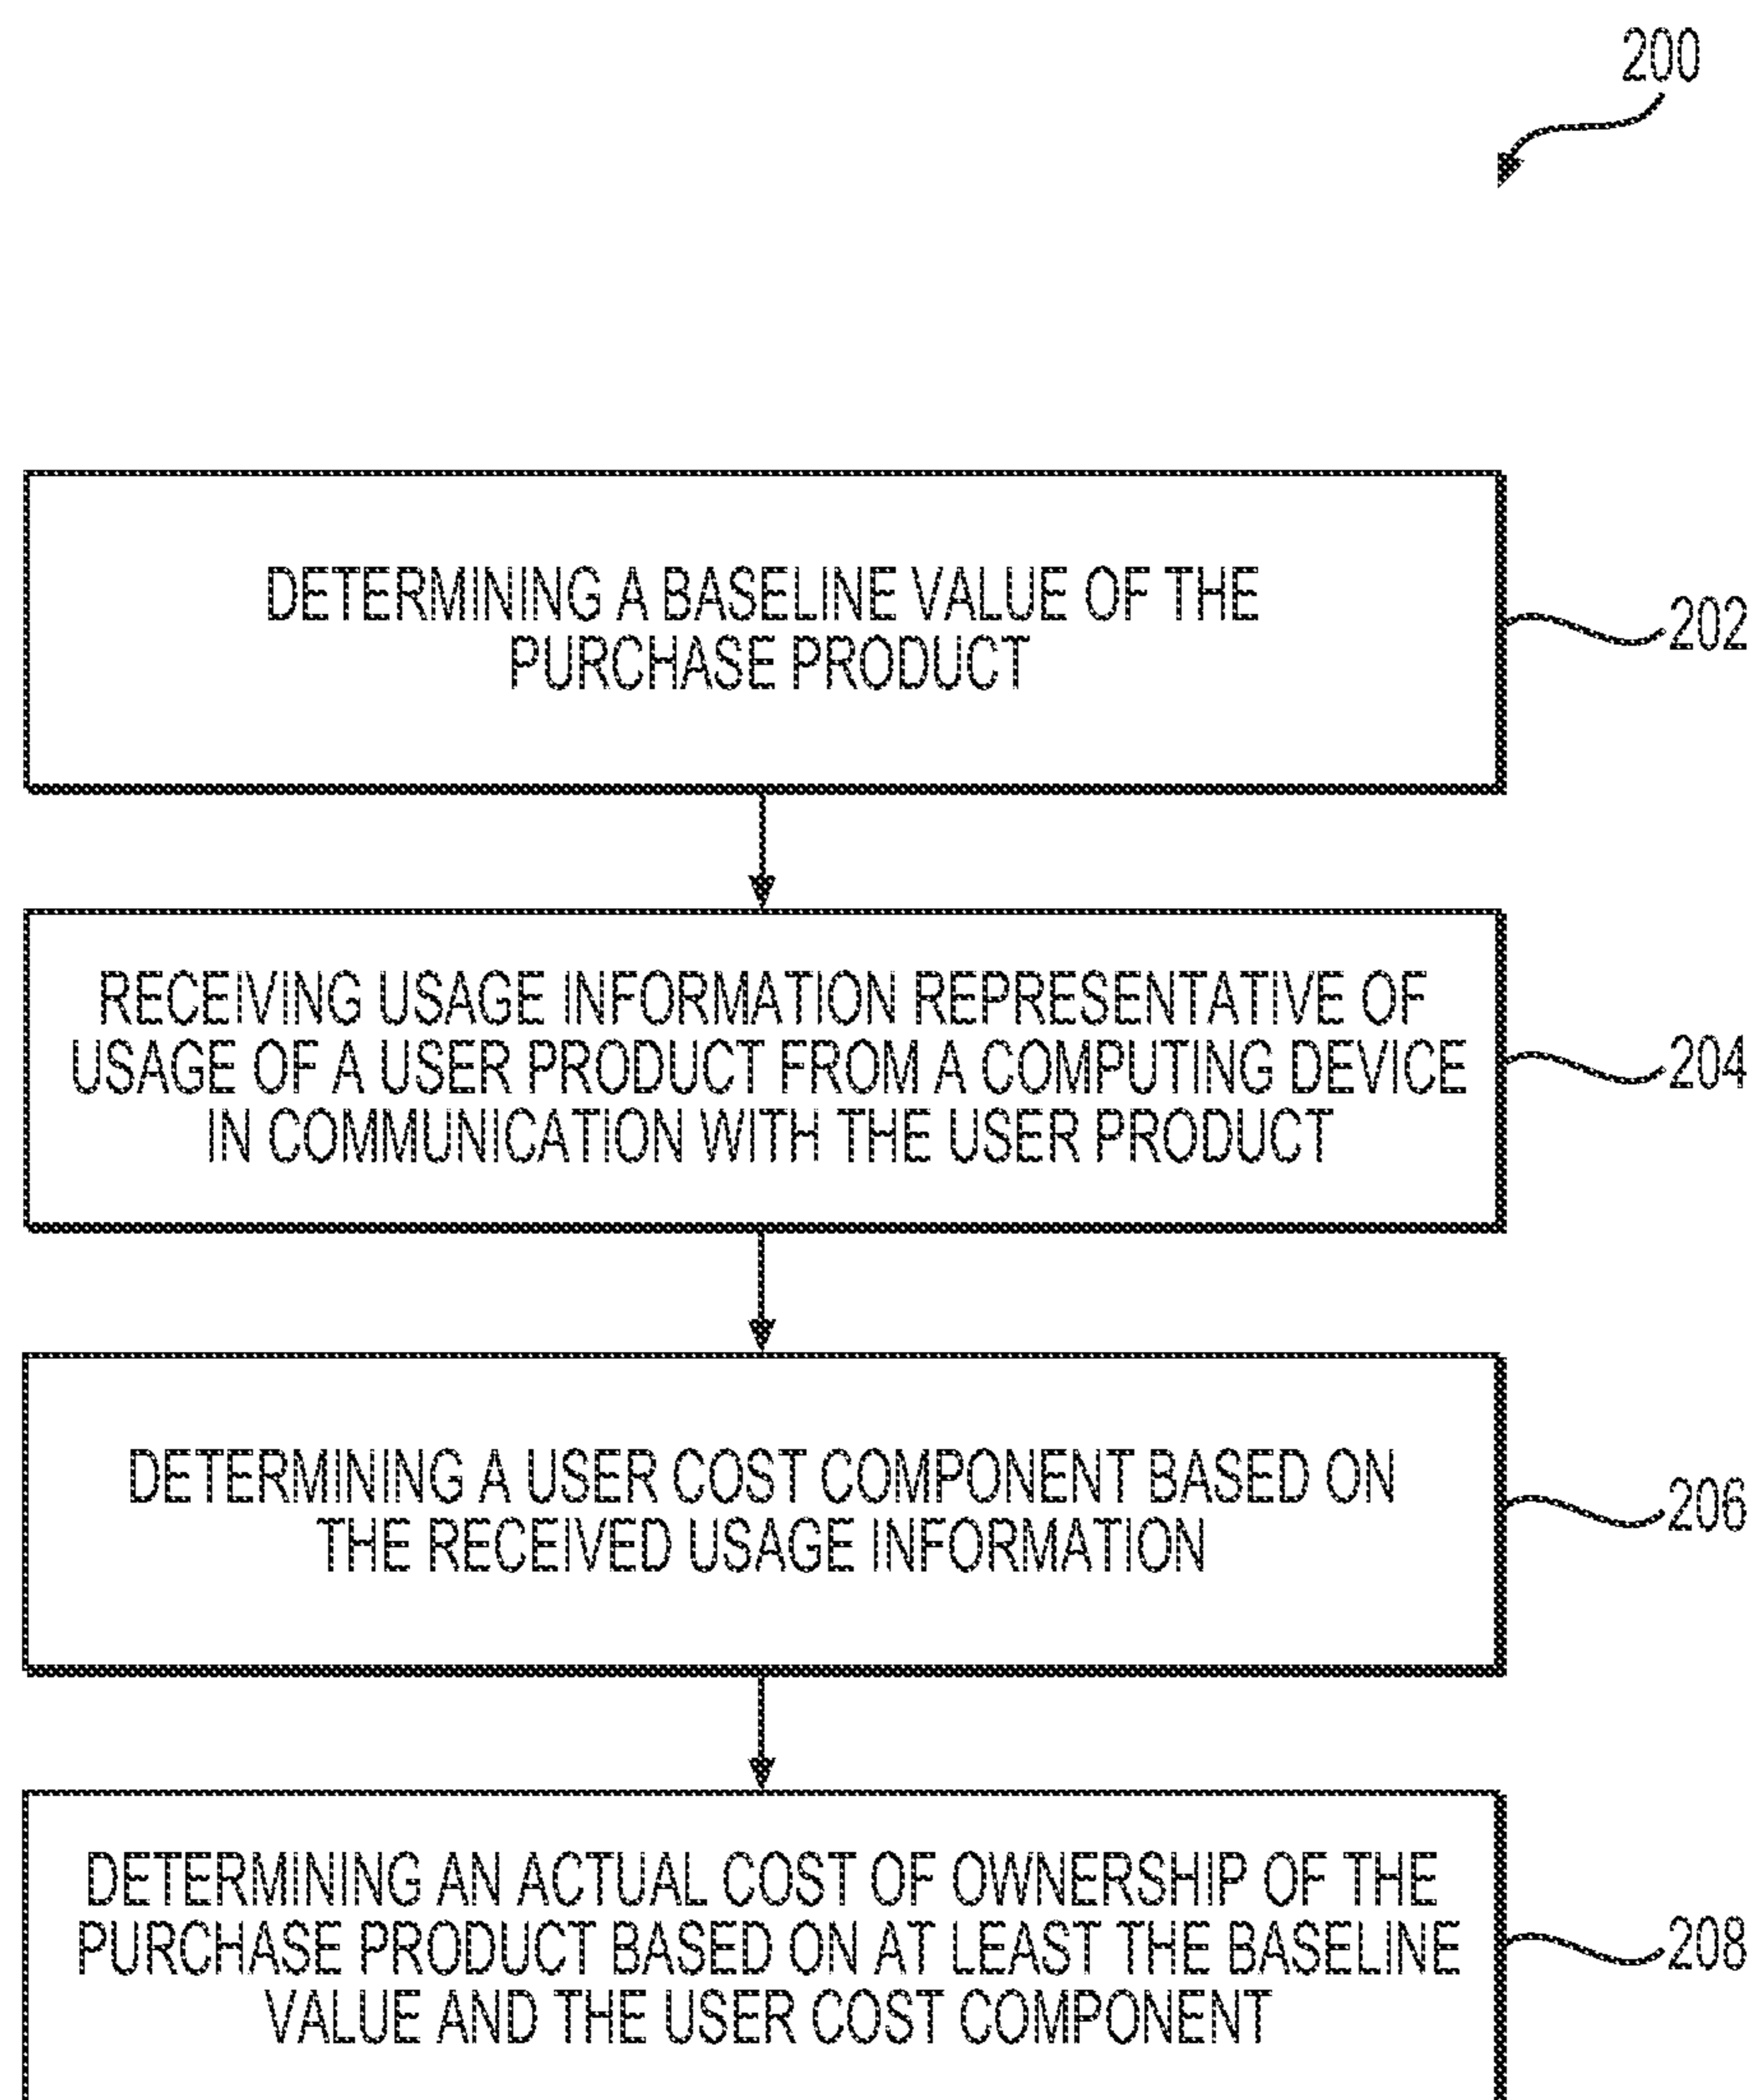 200
DETERMINING A BASELINE VALUE OF THE
PURCHASE PRODUCT
202
RECEIVING USAGE INFORMATION REPRESENTATIVE OF
USAGE OF A USER PRODUCT FROM A COMPUTING DEVICE
IN COMMUNICATION WITH THE USER PRODUCT
204
DETERMINING A USER COST COMPONENT BASED ON
THE RECEIVED USAGE INFORMATION
206
DETERMINING AN ACTUAL COST OF OWNERSHIP OF THE
PURCHASE PRODUCT BASED ON AT LEAST THE BASELINE
VALUE AND THE USER COST COMPONENT
208